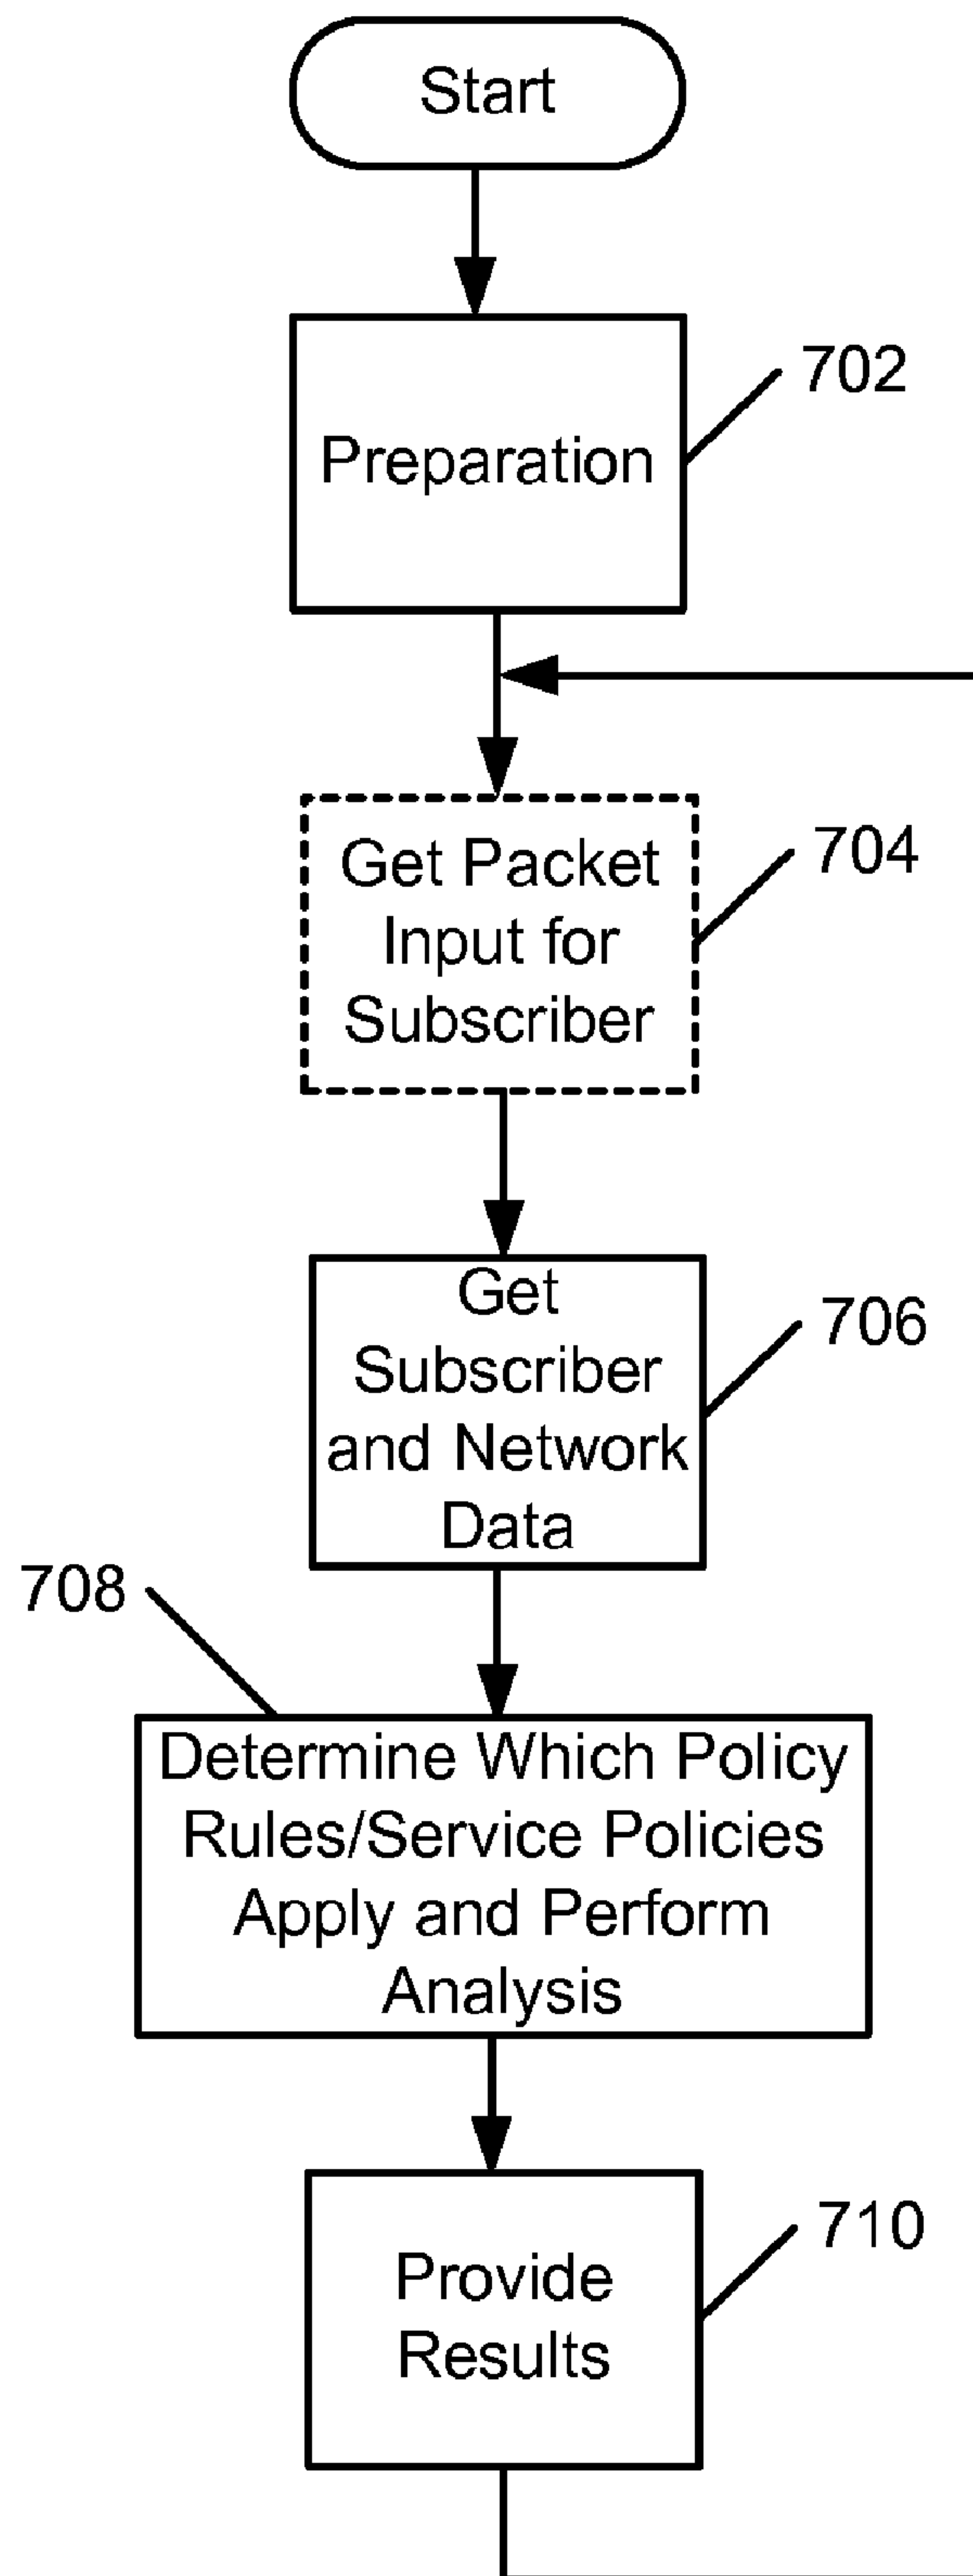 Start
702
Preparation
704
Get Packet
Input for
Subscriber
706
Get
Subscriber
and Network
Data
708
Determine Which Policy
Rules/Service Policies
Apply and Perform
Analysis
710
Provide
Results